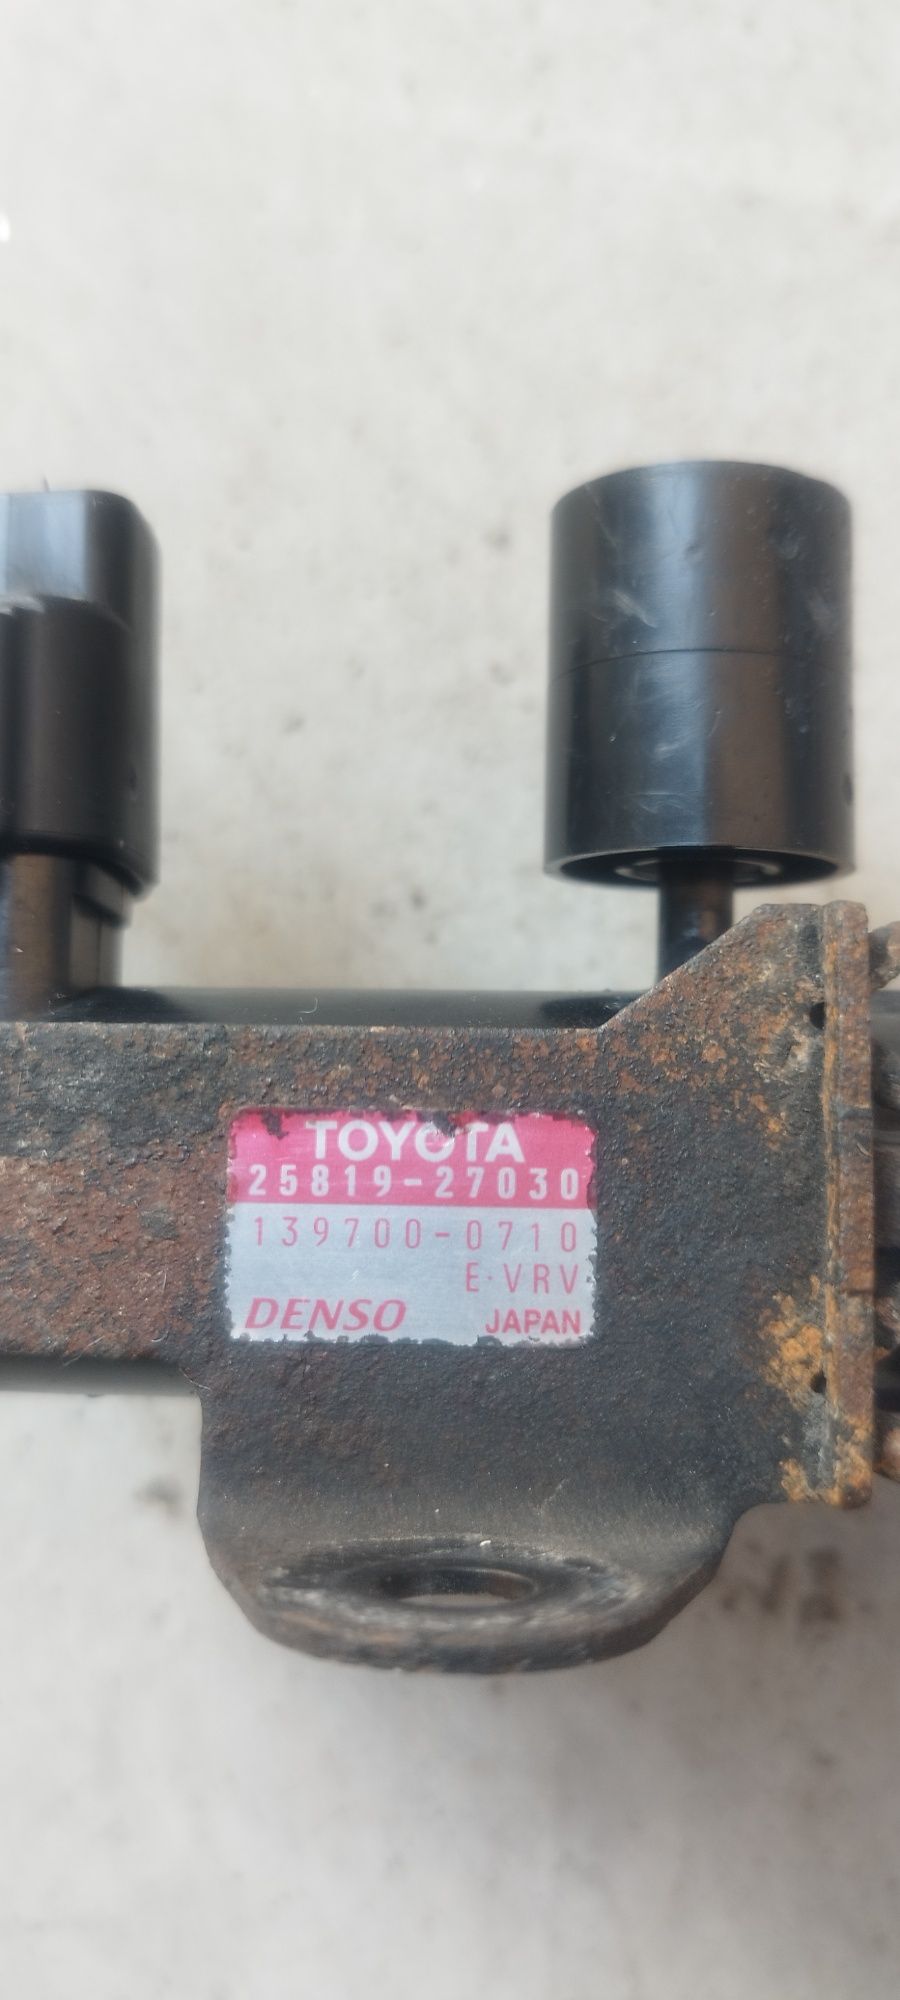 TOYOTA
25819-27030
139700-0710
E·VRV
DENSO JAPAN